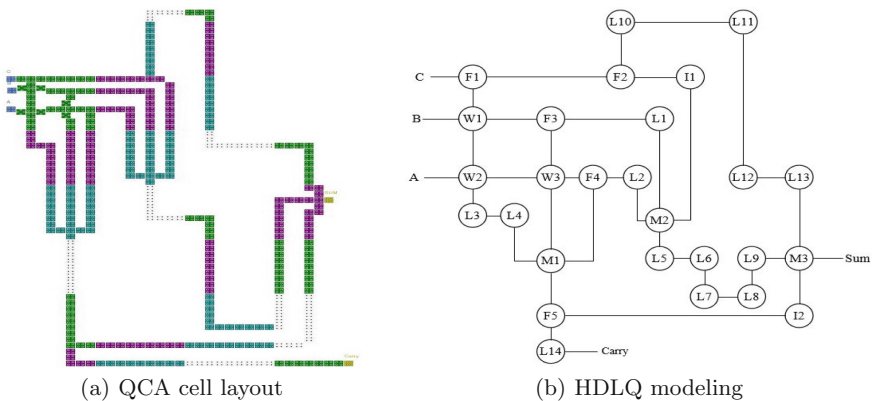 C
A
L10
L11
C
F1
F2
I1
B
W1
F3
L1
A
W2
W3
F4
L2
L12
L13
L3
L4
M2
M1
L5
L6
L9
M3
Sum
L7
L8
F5
I2
L14
Carry
(a) QCA cell layout
(b) HDLQ modeling